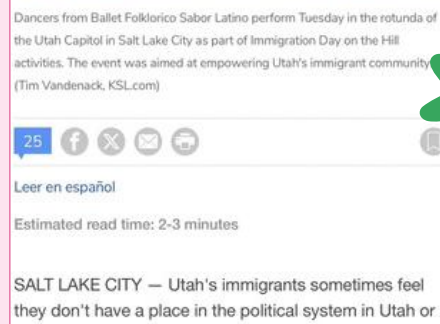 Dancers from Ballet Folklorico Sabor Latino perform Tuesday in the rotunda of
the Utah Capitol in Salt Lake City as part of Immigration Day on the Hill
activities. The event was aimed at empowering Utah's immigrant community
(Tim Vandenack, KSL.com)
25
Leer en español
Estimated read time: 2-3 minutes
SALT LAKE CITY — Utah's immigrants sometimes feel
they don't have a place in the political system in Utah or